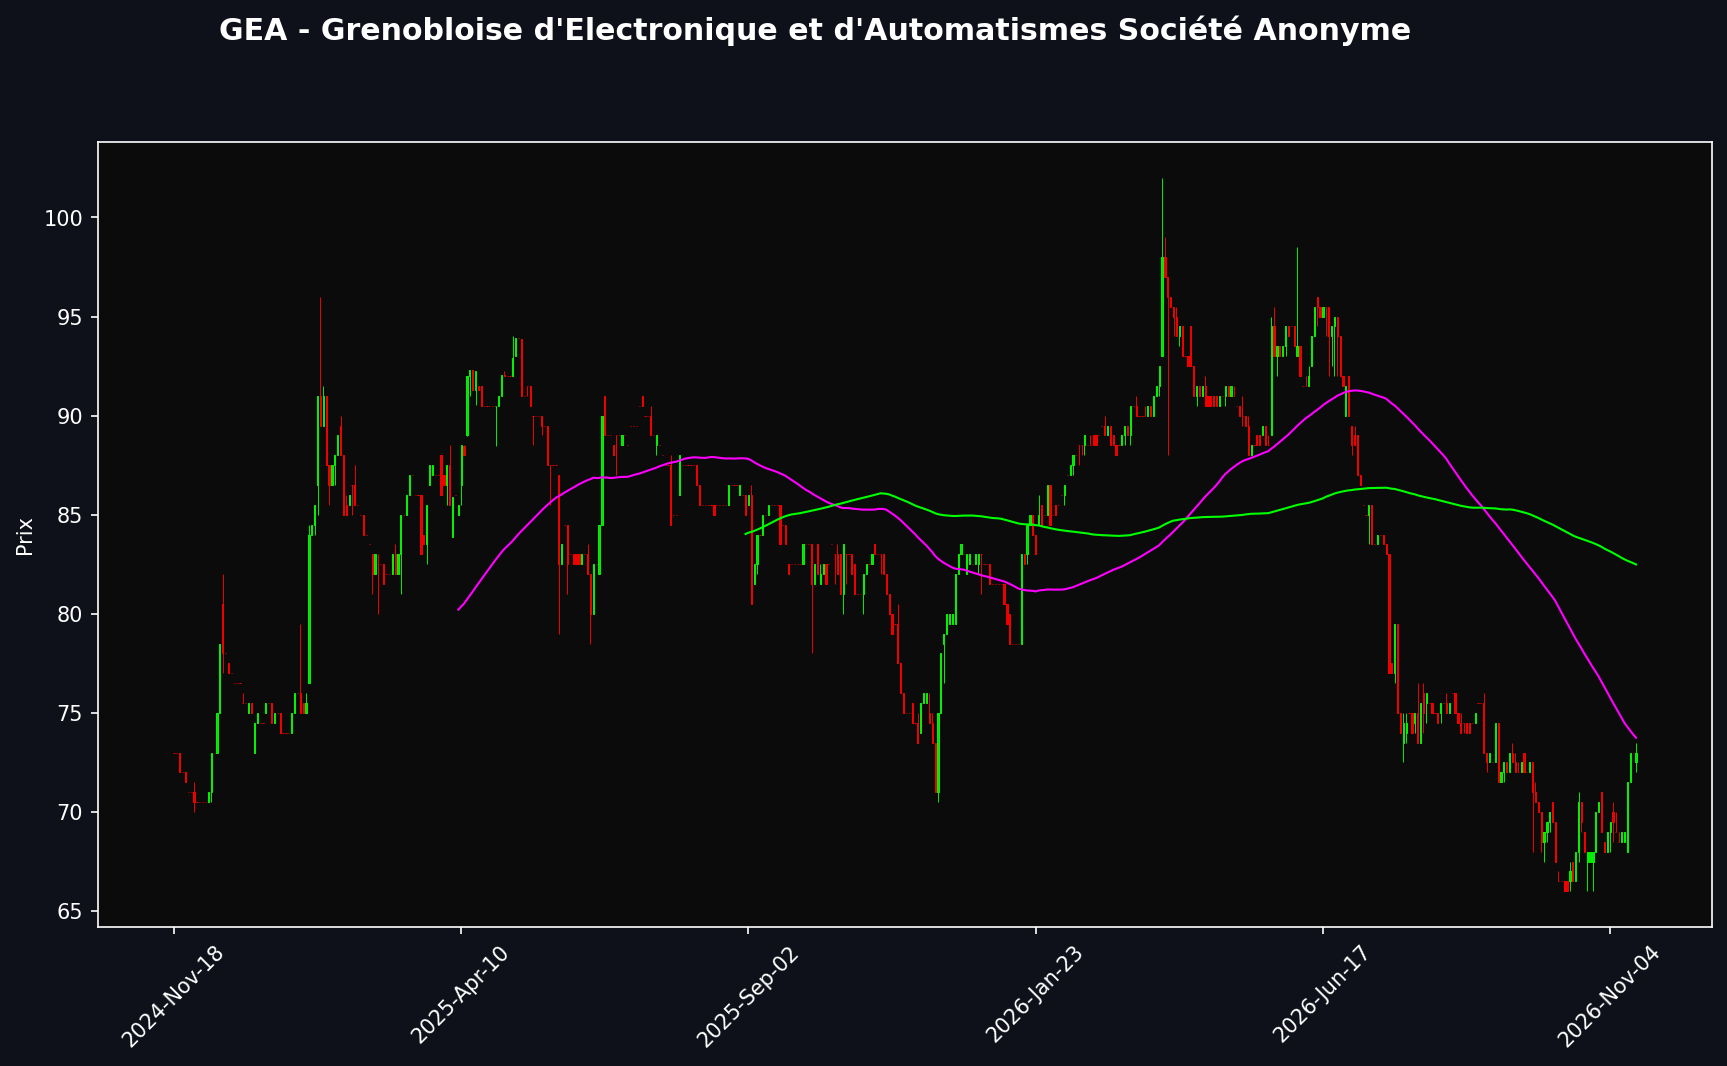 GEA - Grenobloise d'Electronique et d'Automatismes Société Anonyme
Prix
100
95
90
85
80
75
70
65
2024-Nov-18
2025-Apr-10
2025-Sep-02
2026-Jan-23
2026-Jun-17
2026-Nov-04